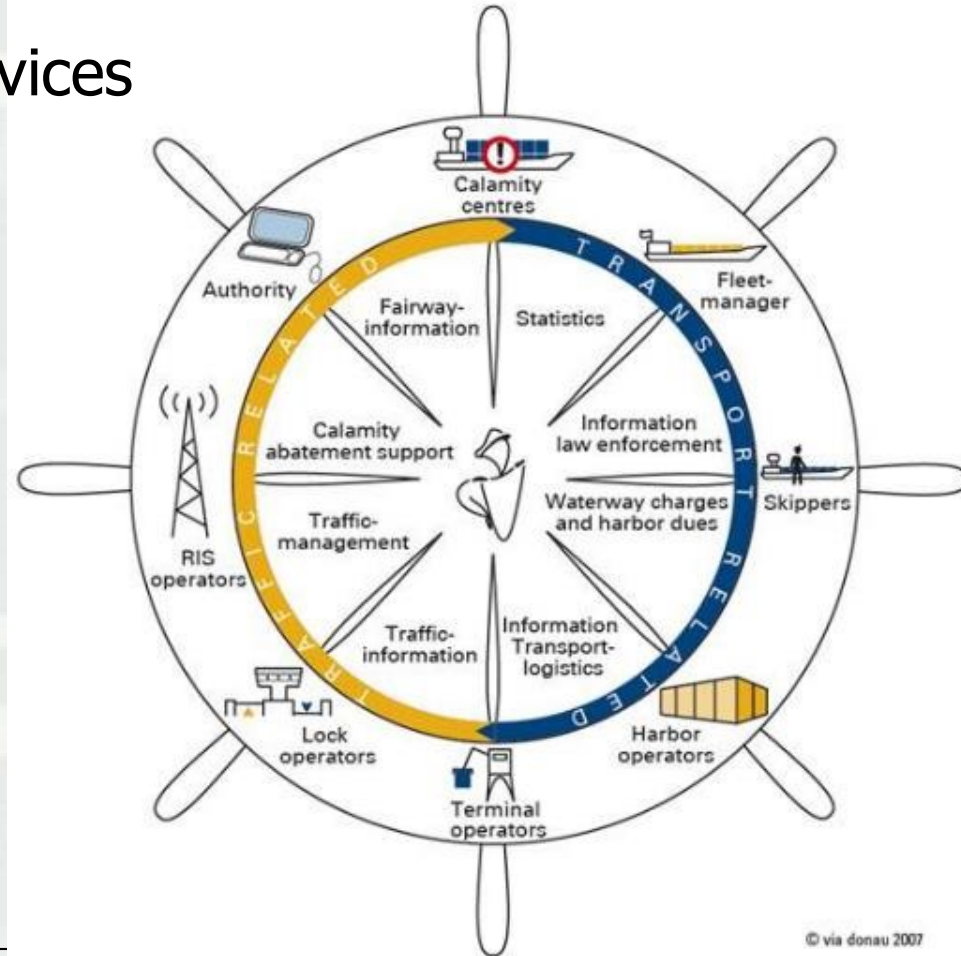 vices
Calamity
centres
Authority
Fleet-
manager
TRAFFIC RELATED
TRANSPORT RELATED
Fairway-
information
Statistics
Calamity
abatement support
Information
law enforcement
Waterway charges
and harbor dues
Skippers
Traffic-
management
RIS
operators
Traffic-
information
Information
Transport-
logistics
Lock
operators
Harbor
operators
Terminal
operators
© via donau 2007